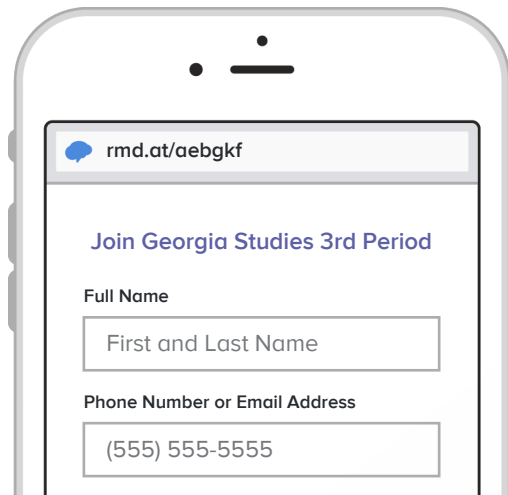 rmd.at/aebgkf
Join Georgia Studies 3rd Period
Full Name
First and Last Name
Phone Number or Email Address
(555) 555-5555